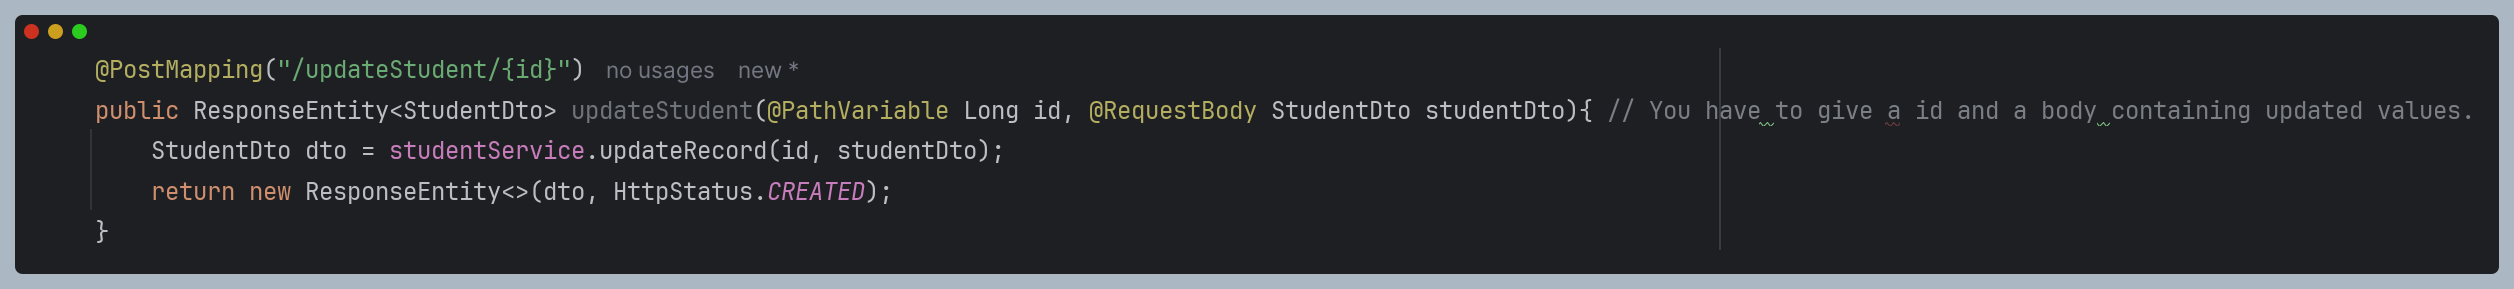 @PostMapping("/updateStudent/{id}") no usages new *
public ResponseEntity<StudentDto> updateStudent(@PathVariable Long id, @RequestBody StudentDto studentDto){ // You have to give a id and a body containing updated values.
StudentDto dto = studentService.updateRecord(id, studentDto);
return new ResponseEntity<>(dto, HttpStatus.CREATED);
}